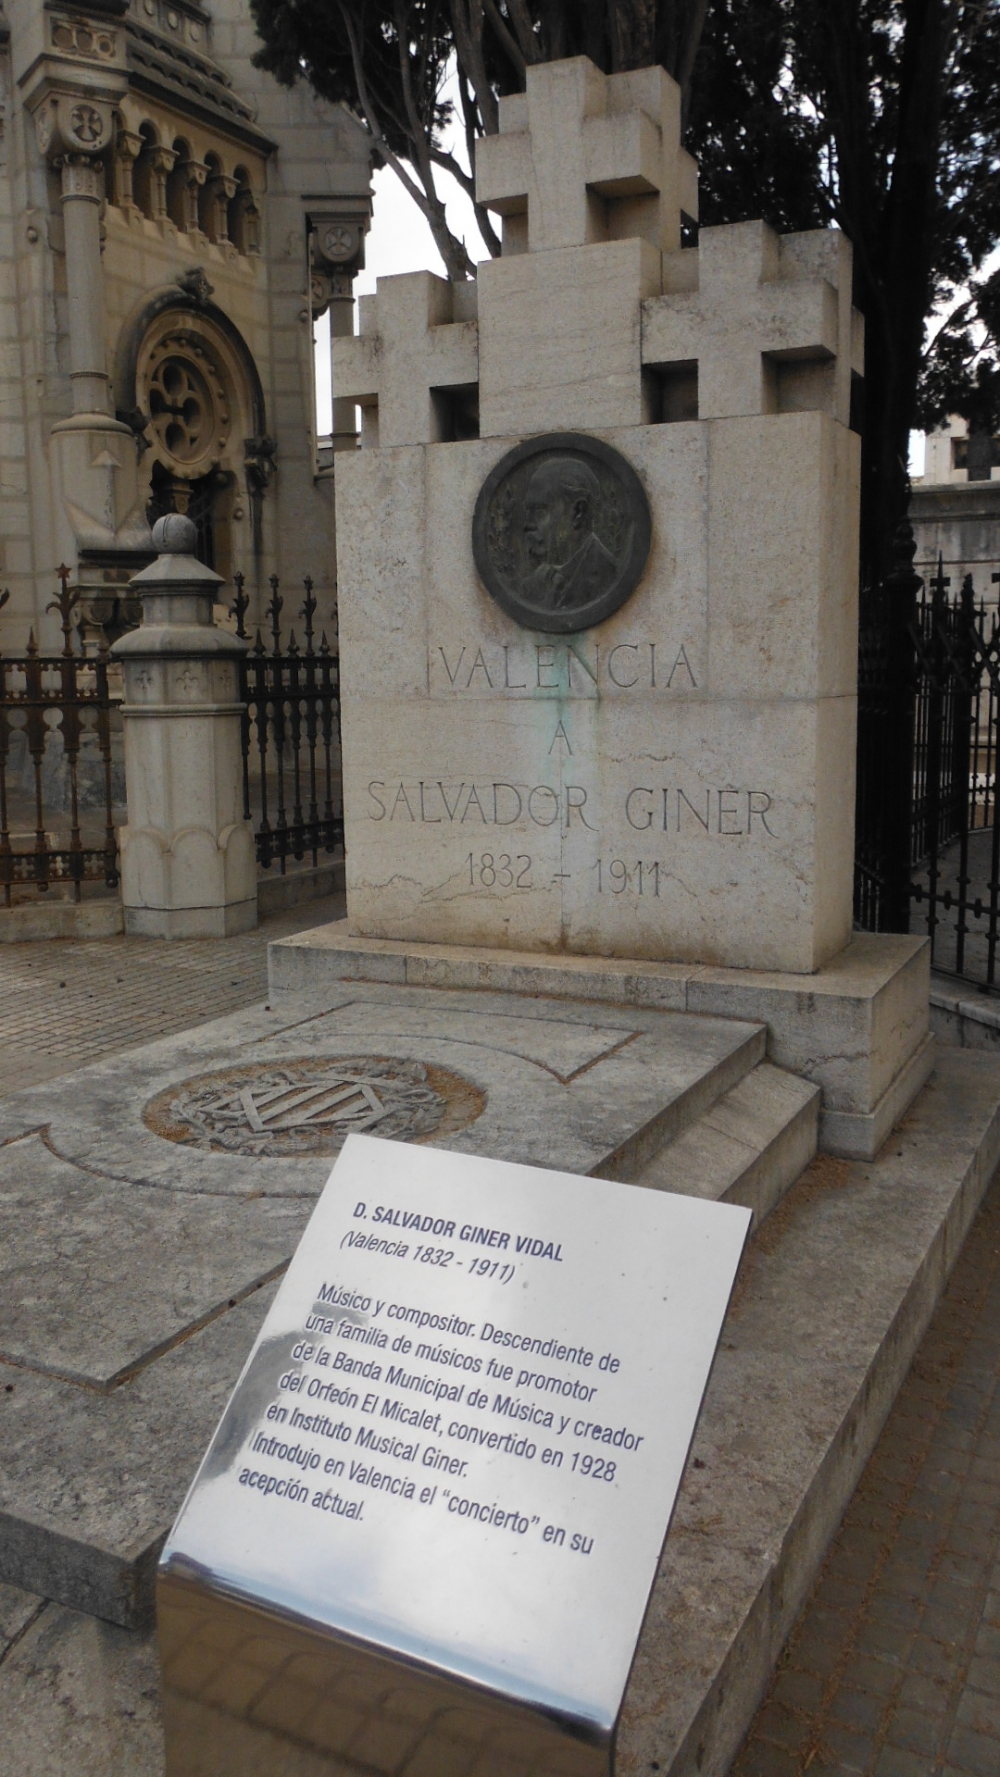 VALENCIA
A
SALVADOR GINER
1832 - 1911
D. SALVADOR GINER VIDAL
(Valencia 1832 - 1911)
Músico y compositor. Descendiente de
una familia de músicos fue promotor
de la Banda Municipal de Música y creador
del Orfeón El Micalet, convertido en 1928
en Instituto Musical Giner.
Introdujo en Valencia el “concierto” en su
acepción actual.